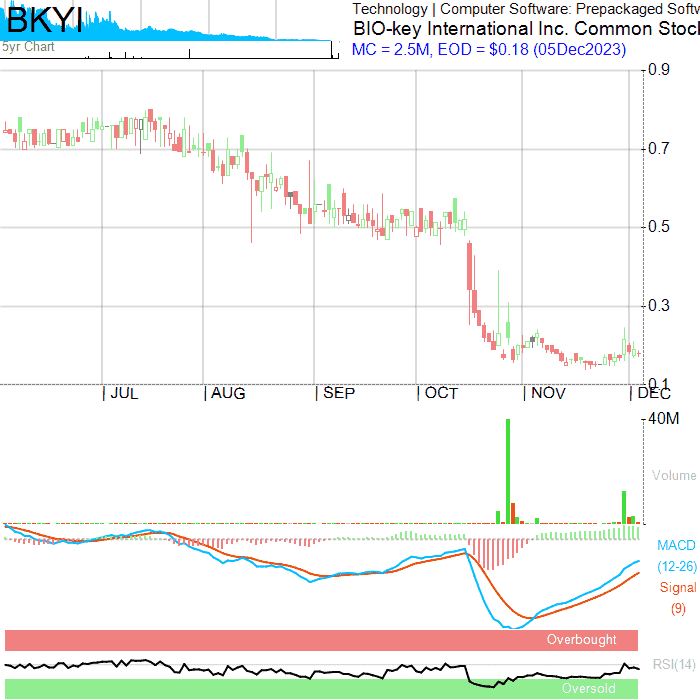 BKYI
5yr Chart
Technology | Computer Software: Prepackaged Softw
BIO-key International Inc. Common Stoc
MC = 2.5M, EOD = $0.18 (05Dec2023)
0.9
0.7
0.5
0.3
0.1
JUL AUG SEP OCT NOV DEC
40M
Volume
MACD
(12-26)
Signal
(9)
Overbought
RSI(14)
Oversold